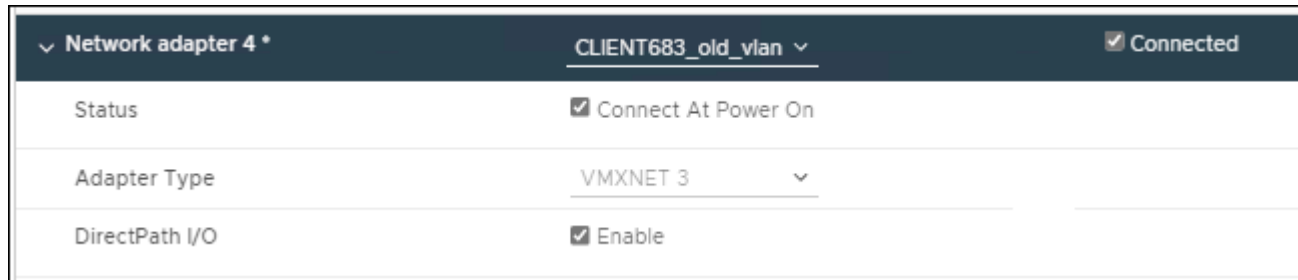 Network adapter 4 * CLIENT683_old_vlan Connected
Status Connect At Power On
Adapter Type VMXNET 3
DirectPath I/O Enable